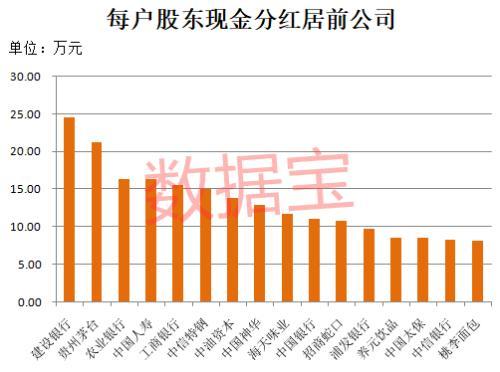 每户股东现金分红居前公司
单位：万元
30.00
25.00
20.00
15.00
10.00
5.00
0.00
数据宝
建设银行
贵州茅台
农业银行
中国人寿
工商银行
中信特钢
中油资本
中国神华
海天味业
中国银行
招商蛇口
浦发银行
养元饮品
中国太保
中信银行
桃李面包